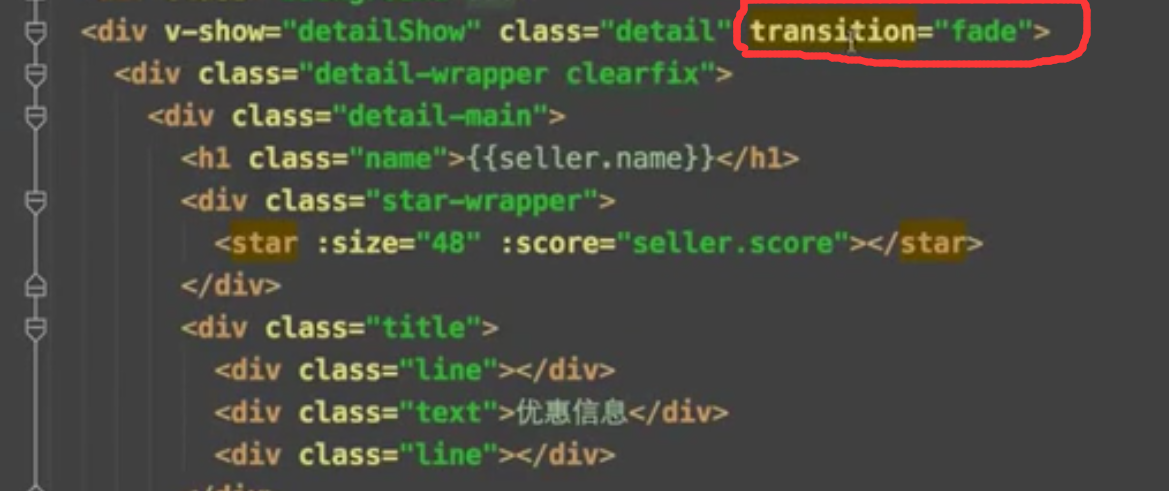 <div v-show="detailShow" class="detail" transition="fade">
<div class="detail-wrapper clearfix">
<div class="detail-main">
<h1 class="name">{{seller.name}}</h1>
<div class="star-wrapper">
<star :size="48" :score="seller.score"></star>
</div>
<div class="title">
<div class="line"></div>
<div class="text">优惠信息</div>
<div class="line"></div>